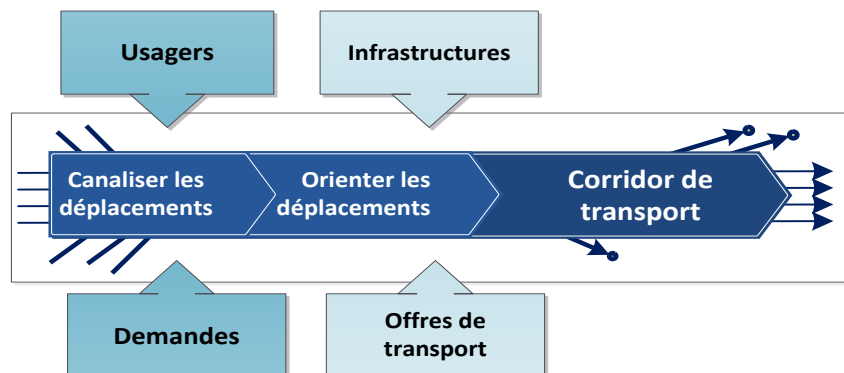 Usagers
Infrastructures
Canaliser les
déplacements
Orienter les
déplacements
Corridor de
transport
Demandes
Offres de
transport